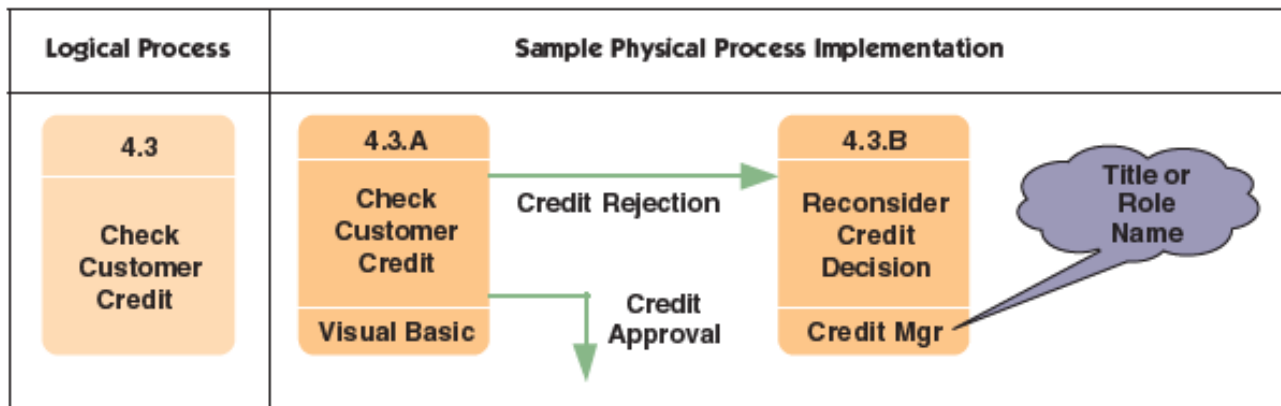 Logical Process
Sample Physical Process Implementation
4.3
Check
Customer
Credit
4.3.A
Check
Customer
Credit
Visual Basic
Credit Rejection
Credit
Approval
4.3.B
Reconsider
Credit
Decision
Credit Mgr
Title or
Role
Name